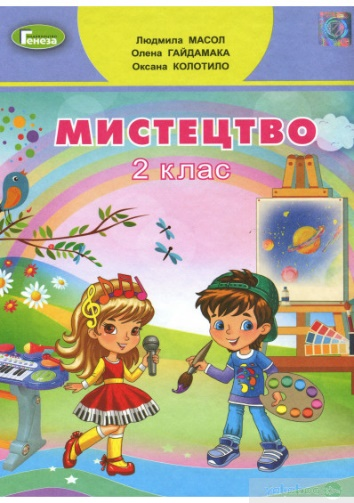 Генеза
Людмила МАСОЛ
Олена ГАЙДАМАКА
Оксана КОЛОТИЛО
МИСТЕЦТВО
2 клас